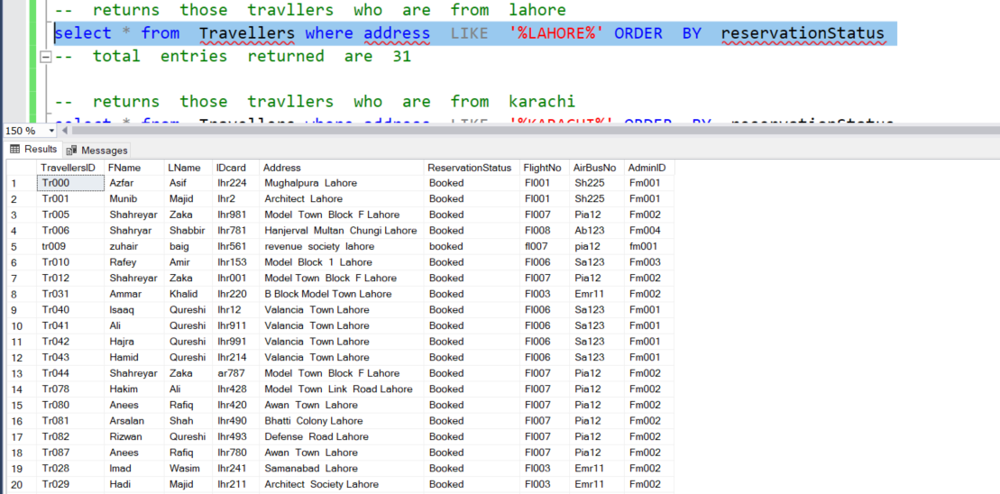 -- returns those travllers who are from lahore
select * from Travellers where address LIKE '%LAHORE%' ORDER BY reservationStatus
-- total entries returned are 31
-- returns those travllers who are from karachi
select * from Travellers where address LIKE '%KARACHI%' ORDER BY reservationStatus
150 %
Results Messages
TravellersID FName LName IDcard Address ReservationStatus FlightNo AirBusNo AdminID
1 Tr000 Azfar Asif lhr224 Mughalpura Lahore Booked Fl001 Sh225 Fm001
2 Tr001 Munib Majid lhr2 Architect Lahore Booked Fl001 Sh225 Fm001
3 Tr005 Shahreyar Zaka lhr981 Model Town Block F Lahore Booked Fl007 Pia12 Fm002
4 Tr006 Shahryar Shabbir lhr781 Hanjerval Multan Chungi Lahore Booked Fl008 Ab123 Fm004
5 tr009 zuhair baig lhr561 revenue society lahore booked fl007 pia12 fm001
6 Tr010 Rafey Amir lhr153 Model Block 1 Lahore Booked Fl006 Sa123 Fm003
7 Tr012 Shahreyar Zaka lhr001 Model Town Block F Lahore Booked Fl007 Pia12 Fm002
8 Tr031 Ammar Khalid lhr220 B Block Model Town Lahore Booked Fl003 Emr11 Fm002
9 Tr040 Isaaq Qureshi lhr12 Valancia Town Lahore Booked Fl006 Sa123 Fm001
10 Tr041 Ali Qureshi lhr911 Valancia Town Lahore Booked Fl006 Sa123 Fm001
11 Tr042 Hajra Qureshi lhr991 Valancia Town Lahore Booked Fl006 Sa123 Fm001
12 Tr043 Hamid Qureshi lhr214 Valancia Town Lahore Booked Fl006 Sa123 Fm001
13 Tr044 Shahreyar Zaka ar787 Model Town Block F Lahore Booked Fl007 Pia12 Fm002
14 Tr078 Hakim Ali lhr428 Model Town Link Road Lahore Booked Fl007 Pia12 Fm002
15 Tr080 Anees Rafiq lhr420 Awan Town Lahore Booked Fl007 Pia12 Fm002
16 Tr081 Arsalan Shah lhr490 Bhatti Colony Lahore Booked Fl007 Pia12 Fm002
17 Tr082 Rizwan Qureshi lhr493 Defense Road Lahore Booked Fl007 Pia12 Fm002
18 Tr087 Anees Rafiq lhr780 Awan Town Lahore Booked Fl007 Pia12 Fm002
19 Tr028 Imad Wasim lhr241 Samanabad Lahore Booked Fl003 Emr11 Fm002
20 Tr029 Hadi Majid lhr211 Architect Society Lahore Booked Fl003 Emr11 Fm002